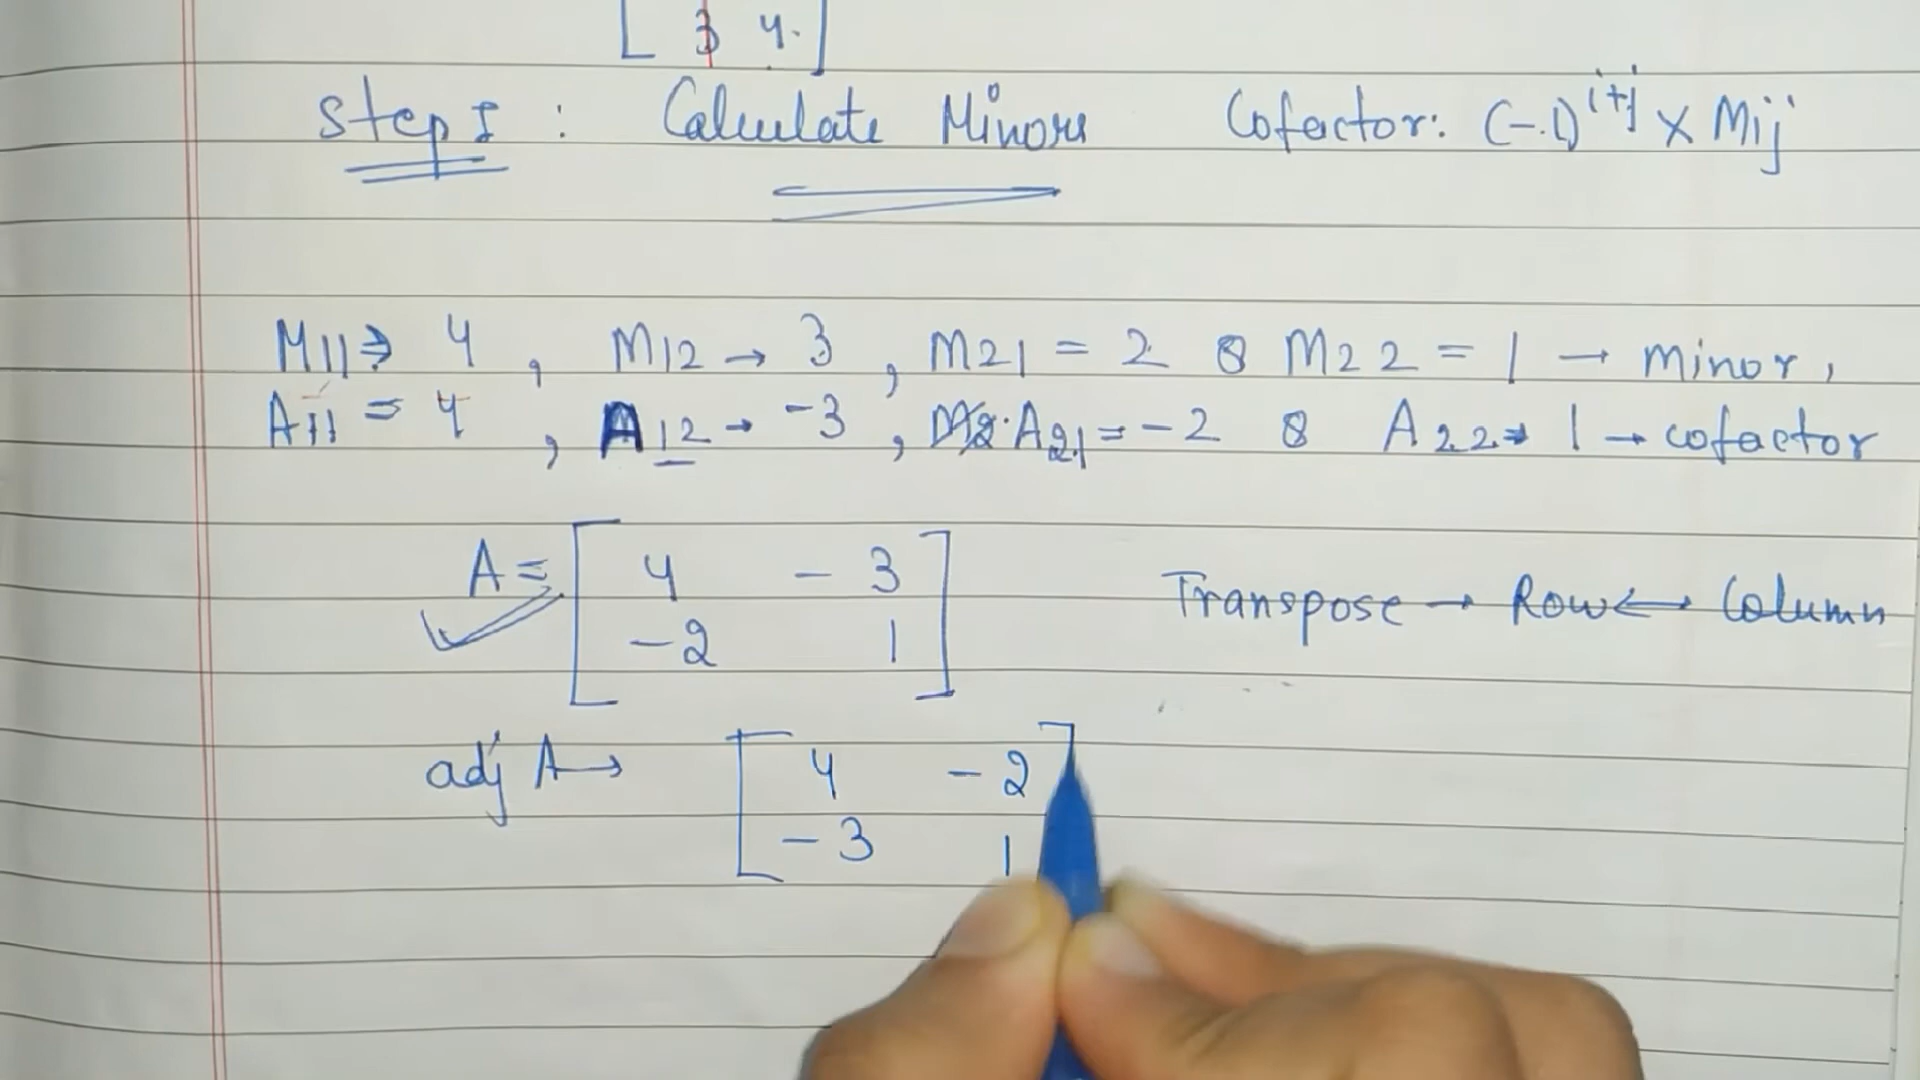 [ 3 4. ]
Step I : Calculate Minors Cofactor: (-1)^{i+j} × Mij
M11 ⇒ 4 , M12 → 3 , M21 = 2 & M22 = 1 → minor,
A11 = 4 , A12 → -3 , A21 = -2 & A22 → 1 → cofactor
A = [ 4 - 3
-2 1 ]
Transpose → Row ↔ Column
adj A → [ 4 - 2
- 3 1